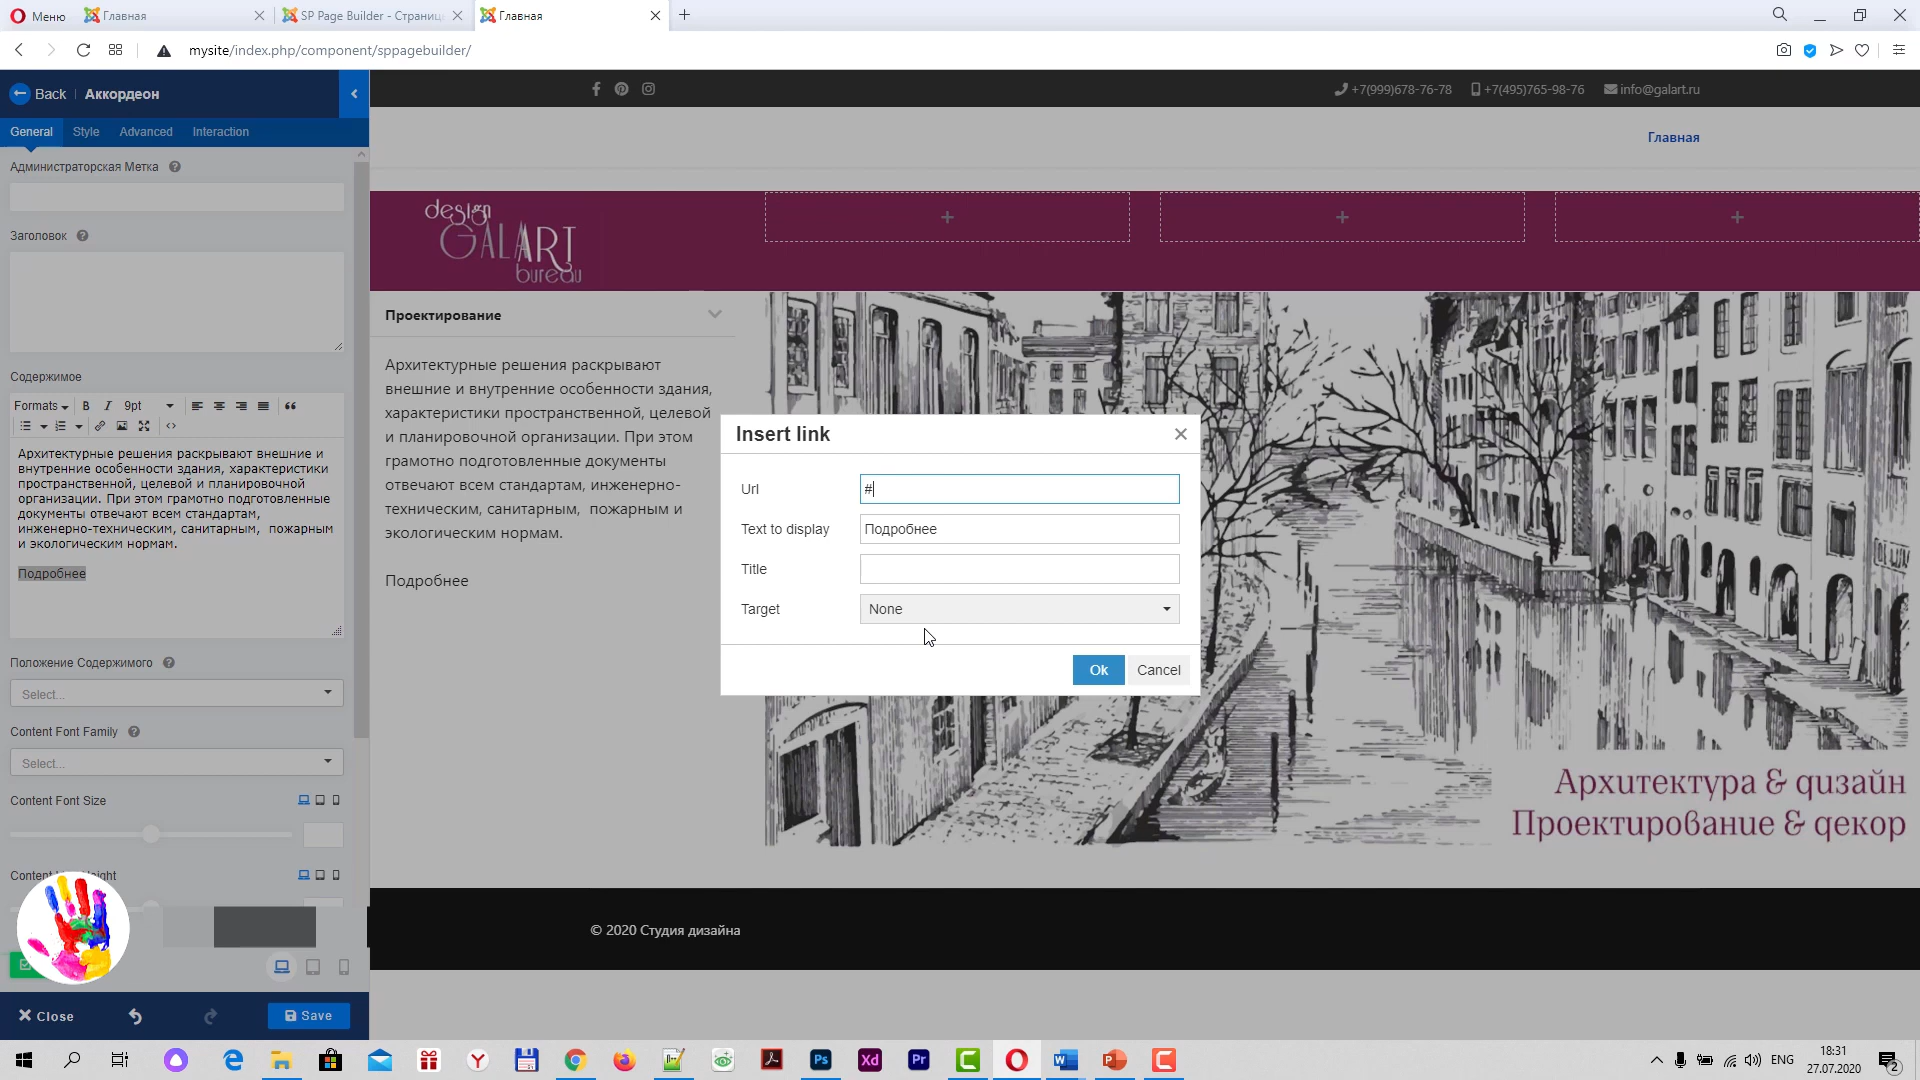 Меню
Главная
SP Page Builder - Страниц
Главная
mysite/index.php/component/sppagebuilder/
Back
Аккордеон
General
Style
Advanced
Interaction
Администраторская Метка
Заголовок
Содержимое
Formats
B
I
9pt
Архитектурные решения раскрывают внешние и
внутренние особенности здания, характеристики
пространственной, целевой и планировочной
организации. При этом грамотно подготовленные
документы отвечают всем стандартам,
инженерно-техническим, санитарным,  пожарным
и экологическим нормам.
Подробнее
Положение Содержимого
Select...
Content Font Family
Select...
Content Font Size
Close
Save
+7(999)678-76-78
+7(495)765-98-76
info@galart.ru
Главная
design
GALART
bureau
Проектирование
Архитектурные решения раскрывают
внешние и внутренние особенности здания,
характеристики пространственной, целевой
и планировочной организации. При этом
грамотно подготовленные документы
отвечают всем стандартам, инженерно-
техническим, санитарным,  пожарным и
экологическим нормам.
Подробнее
Insert link
Url
#
Text to display
Подробнее
Title
Target
None
Ok
Cancel
Архитектура & дизайн
Проектирование & декор
© 2020 Студия дизайна
Ps
Xd
Pr
ENG
18:31
27.07.2020
2